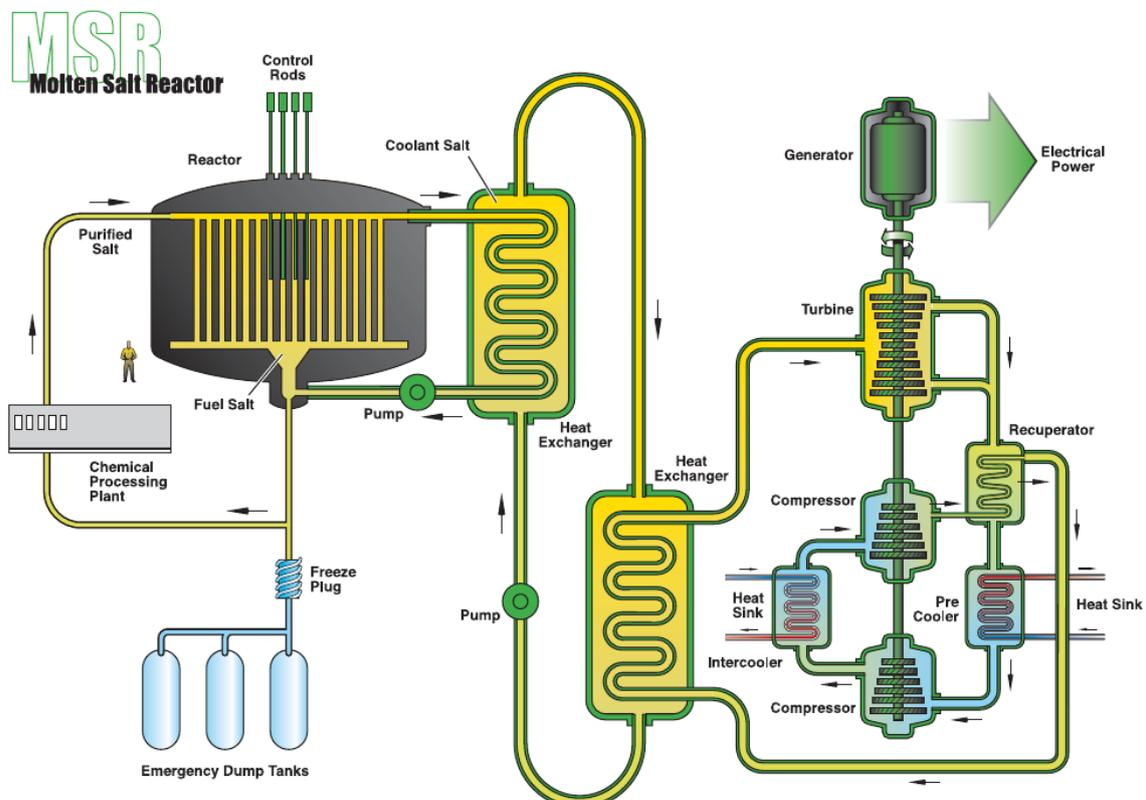 MSR
Molten Salt Reactor
Control
Rods
Reactor
Coolant Salt
Generator
Electrical
Power
Purified
Salt
Turbine
Fuel Salt
Pump
Heat
Exchanger
Recuperator
Heat
Exchanger
Chemical
Processing
Plant
Compressor
Freeze
Plug
Pump
Heat
Sink
Pre
Cooler
Heat Sink
Intercooler
Compressor
Emergency Dump Tanks